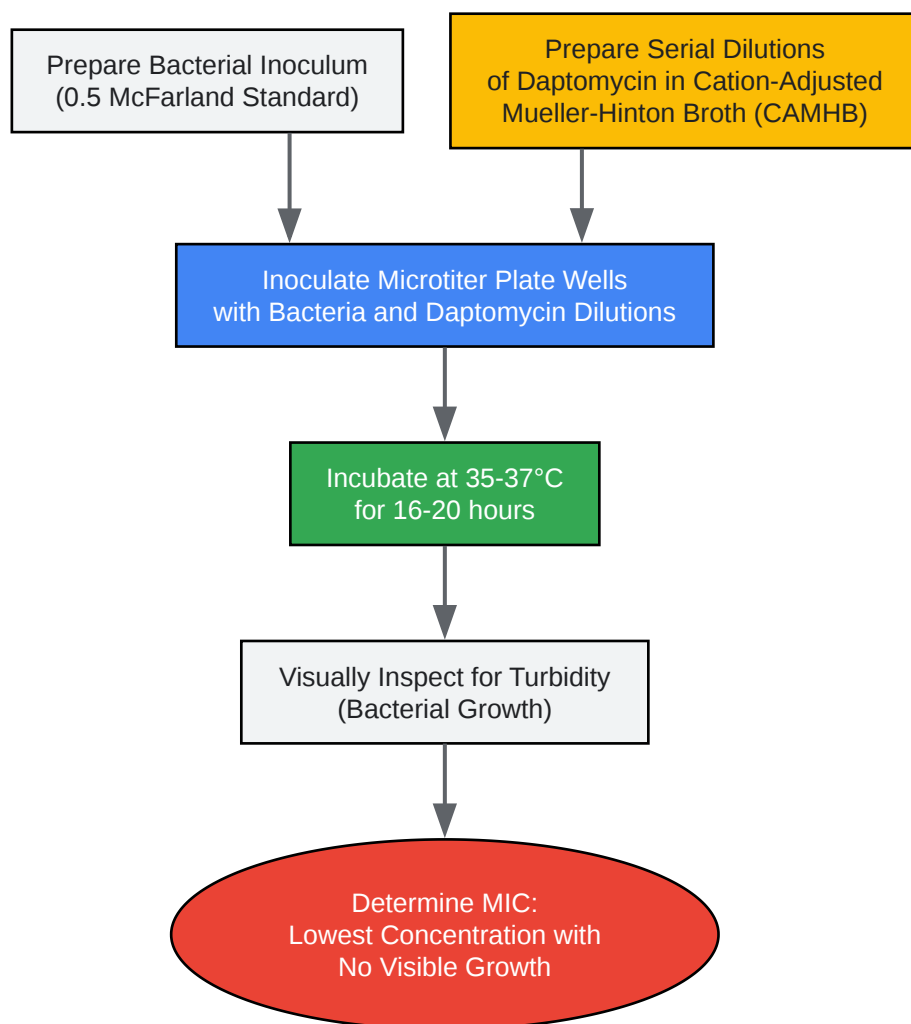 Prepare Bacterial Inoculum
(0.5 McFarland Standard)
Prepare Serial Dilutions
of Daptomycin in Cation-Adjusted
Mueller-Hinton Broth (CAMHB)
Inoculate Microtiter Plate Wells
with Bacteria and Daptomycin Dilutions
Incubate at 35-37°C
for 16-20 hours
Visually Inspect for Turbidity
(Bacterial Growth)
Determine MIC:
Lowest Concentration with
No Visible Growth